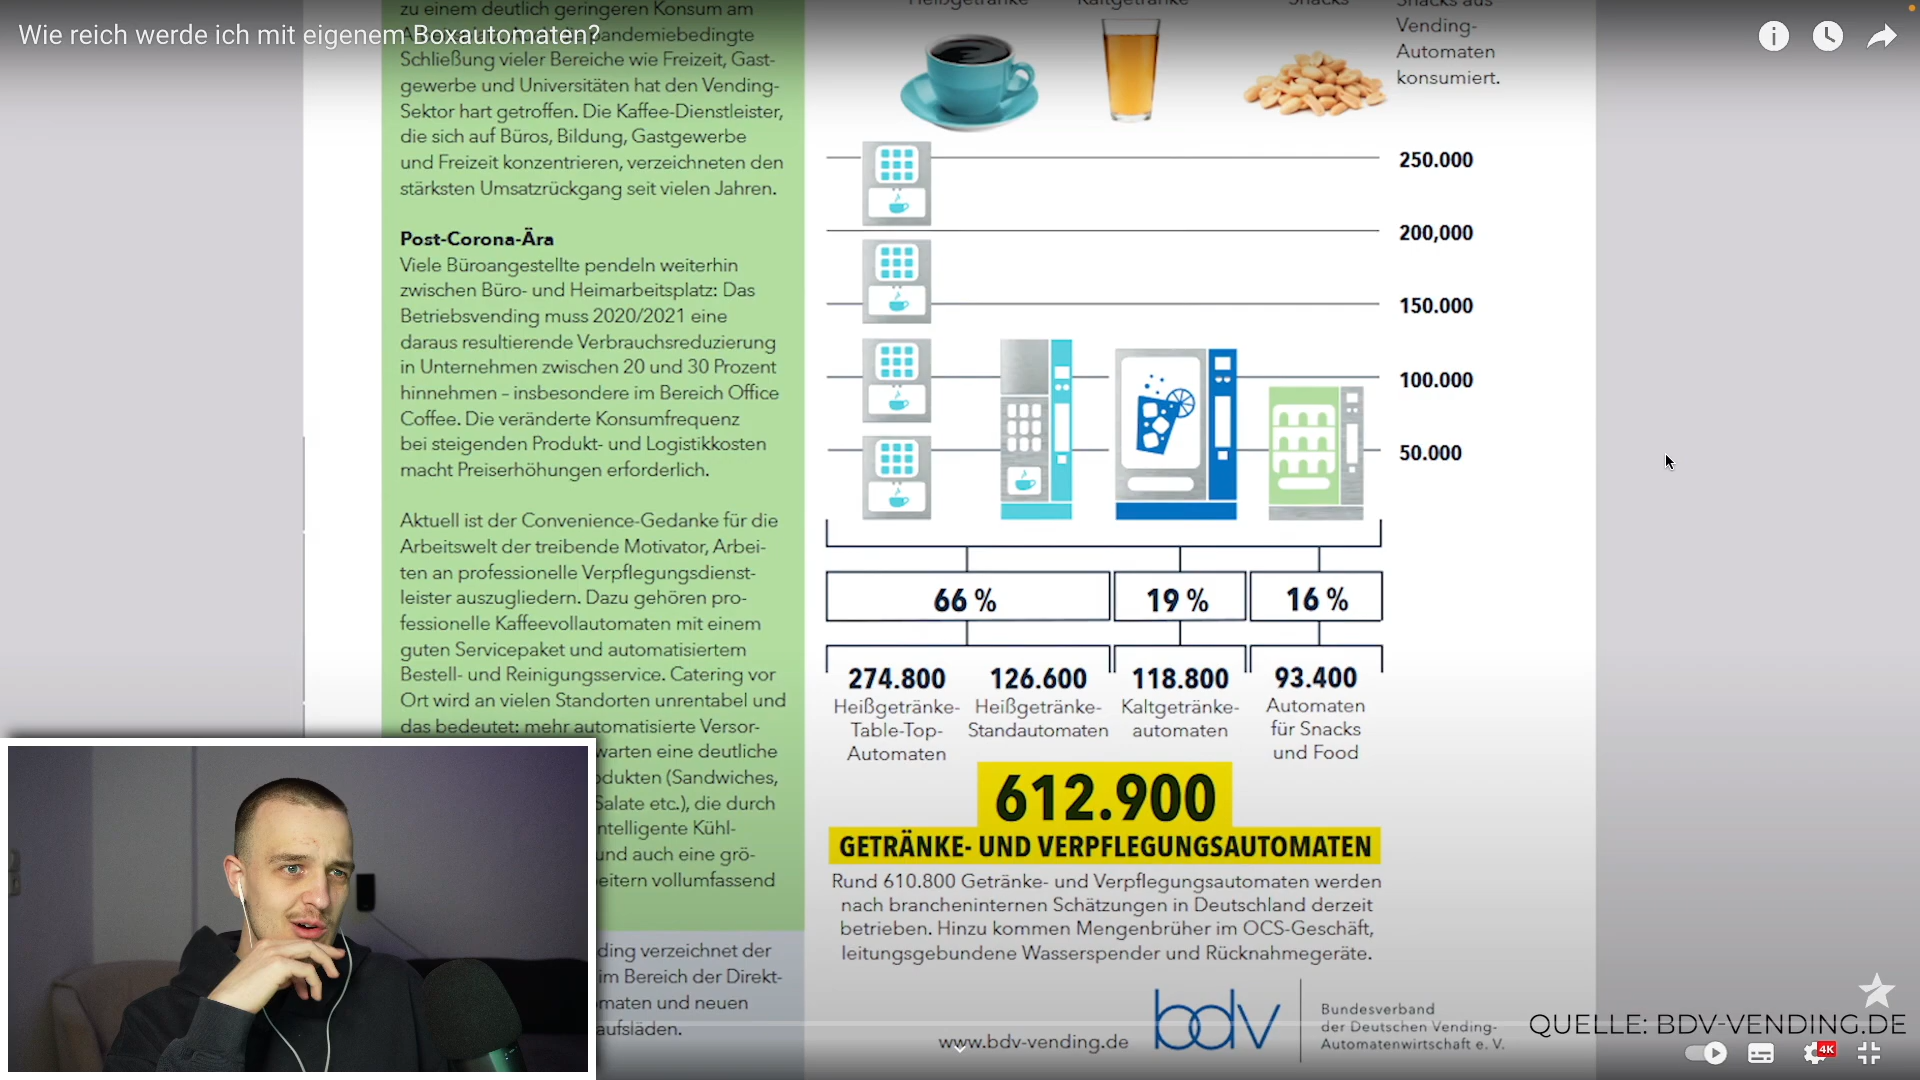 Wie reich werde ich mit eigenem Boxautomaten?
zu einem deutlich geringeren Konsum am
pandemiebedingte
Schließung vieler Bereiche wie Freizeit, Gast-
gewerbe und Universitäten hat den Vending-
Sektor hart getroffen. Die Kaffee-Dienstleister,
die sich auf Büros, Bildung, Gastgewerbe
und Freizeit konzentrieren, verzeichneten den
stärksten Umsatzrückgang seit vielen Jahren.
Post-Corona-Ära
Viele Büroangestellte pendeln weiterhin
zwischen Büro- und Heimarbeitsplatz: Das
Betriebsvending muss 2020/2021 eine
daraus resultierende Verbrauchsreduzierung
in Unternehmen zwischen 20 und 30 Prozent
hinnehmen – insbesondere im Bereich Office
Coffee. Die veränderte Konsumfrequenz
bei steigenden Produkt- und Logistikkosten
macht Preiserhöhungen erforderlich.
Aktuell ist der Convenience-Gedanke für die
Arbeitswelt der treibende Motivator, Arbei-
ten an professionelle Verpflegungsdienst-
leister auszugliedern. Dazu gehören pro-
fessionelle Kaffeevollautomaten mit einem
guten Servicepaket und automatisiertem
Bestell- und Reinigungsservice. Catering vor
Ort wird an vielen Standorten unrentabel und
das bedeutet: mehr automatisierte Versor-
warten eine deutliche
odukten (Sandwiches,
Salate etc.), die durch
ntelligente Kühl-
und auch eine grö-
eitern vollumfassend
ding verzeichnet der
im Bereich der Direkt-
maten und neuen
aufsläden.
Heißgetränke
Kaltgetränke
Snacks
Snacks aus
Vending-
Automaten
konsumiert.
250.000
200,000
150.000
100.000
50.000
66 %
19 %
16 %
274.800
Heißgetränke-
Table-Top-
Automaten
126.600
Heißgetränke-
Standautomaten
118.800
Kaltgetränke-
automaten
93.400
Automaten
für Snacks
und Food
612.900
GETRÄNKE- UND VERPFLEGUNGSAUTOMATEN
Rund 610.800 Getränke- und Verpflegungsautomaten werden
nach brancheninternen Schätzungen in Deutschland derzeit
betrieben. Hinzu kommen Mengenbrüher im OCS-Geschäft,
leitungsgebundene Wasserspender und Rücknahmegeräte.
www.bdv-vending.de
bdv
Bundesverband
der Deutschen Vending-
Automatenwirtschaft e. V.
QUELLE: BDV-VENDING.DE
4K